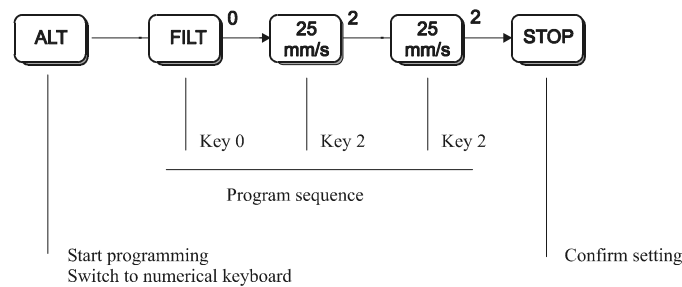 ALT
FILT
0
25
mm/s
2
25
mm/s
2
STOP
Key 0
Key 2
Key 2
Program sequence
Start programming
Switch to numerical keyboard
Confirm setting